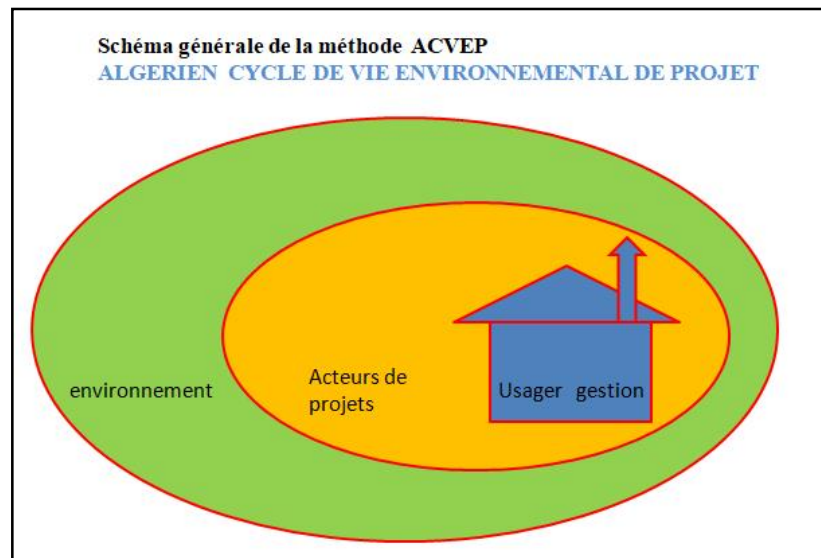 Schéma générale de la méthode ACVEP
ALGERIEN CYCLE DE VIE ENVIRONNEMENTAL DE PROJET
environnement
Acteurs de
projets
Usager gestion